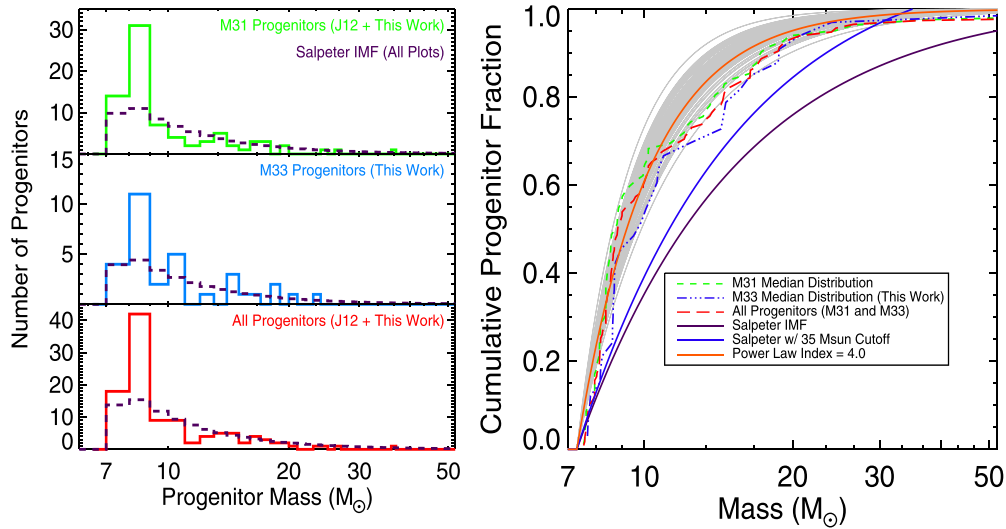 Number of Progenitors
30
20
10
M31 Progenitors (J12 + This Work)
Salpeter IMF (All Plots)
15
10
5
M33 Progenitors (This Work)
40
30
20
10
0
All Progenitors (J12 + This Work)
7 10 20 30 50
Progenitor Mass (M☉)
Cumulative Progenitor Fraction
1.0
0.8
0.6
0.4
0.2
0.0
M31 Median Distribution
M33 Median Distribution (This Work)
All Progenitors (M31 and M33)
Salpeter IMF
Salpeter w/ 35 Msun Cutoff
Power Law Index = 4.0
7 10 20 30 50
Mass (M☉)